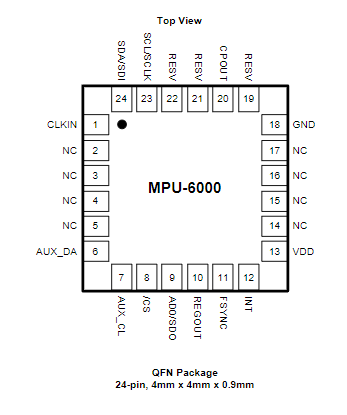 Top View
SDA/SDI
SCL/SCLK
RESV
RESV
CPOUT
RESV
24
23
22
21
20
19
CLKIN
1
18
GND
NC
2
17
NC
NC
3
16
NC
MPU-6000
NC
4
15
NC
NC
5
14
NC
AUX_DA
6
13
VDD
7
8
9
10
11
12
AUX_CL
/CS
AD0/SDO
REGOUT
FSYNC
INT
QFN Package
24-pin, 4mm x 4mm x 0.9mm